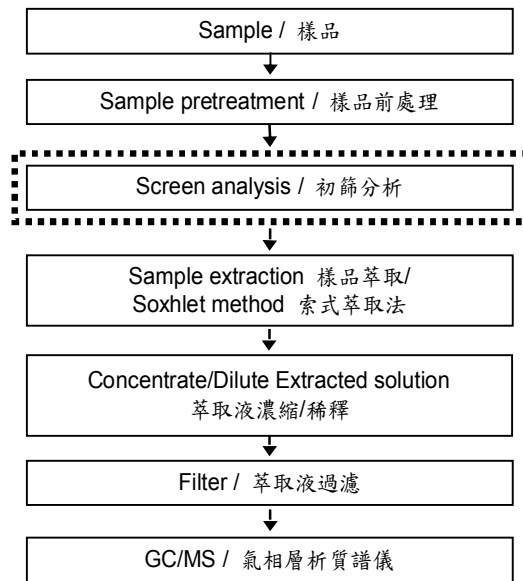 Sample / 樣品
Sample pretreatment / 樣品前處理
Screen analysis / 初篩分析
Sample extraction 樣品萃取/
Soxhlet method 索式萃取法
Concentrate/Dilute Extracted solution
萃取液濃縮/稀釋
Filter / 萃取液過濾
GC/MS / 氣相層析質譜儀